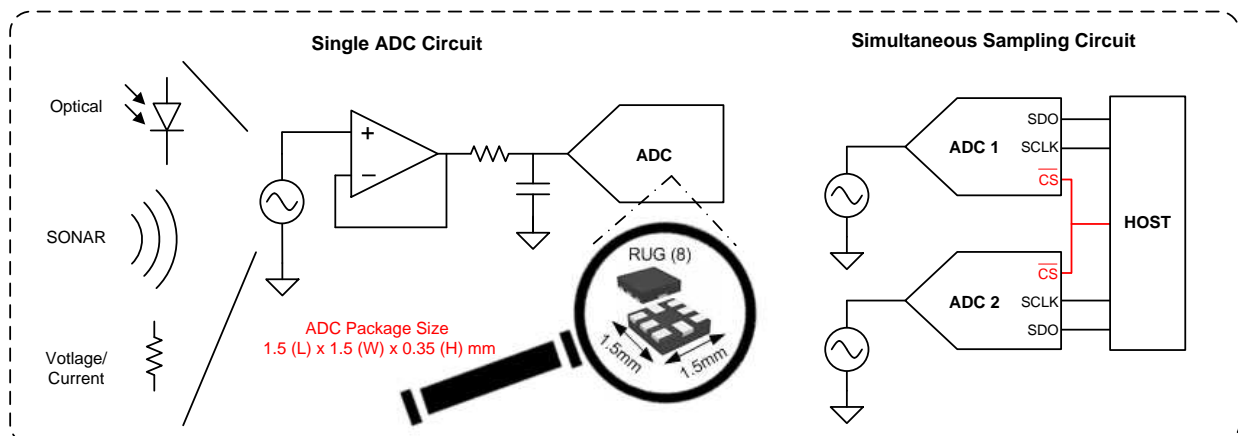 Single ADC Circuit
Optical
SONAR
Votlage/
Current
+
−
ADC
RUG (8)
1.5mm
1.5mm
ADC Package Size
1.5 (L) x 1.5 (W) x 0.35 (H) mm
Simultaneous Sampling Circuit
ADC 1
SDO
SCLK
CS
HOST
ADC 2
CS
SCLK
SDO